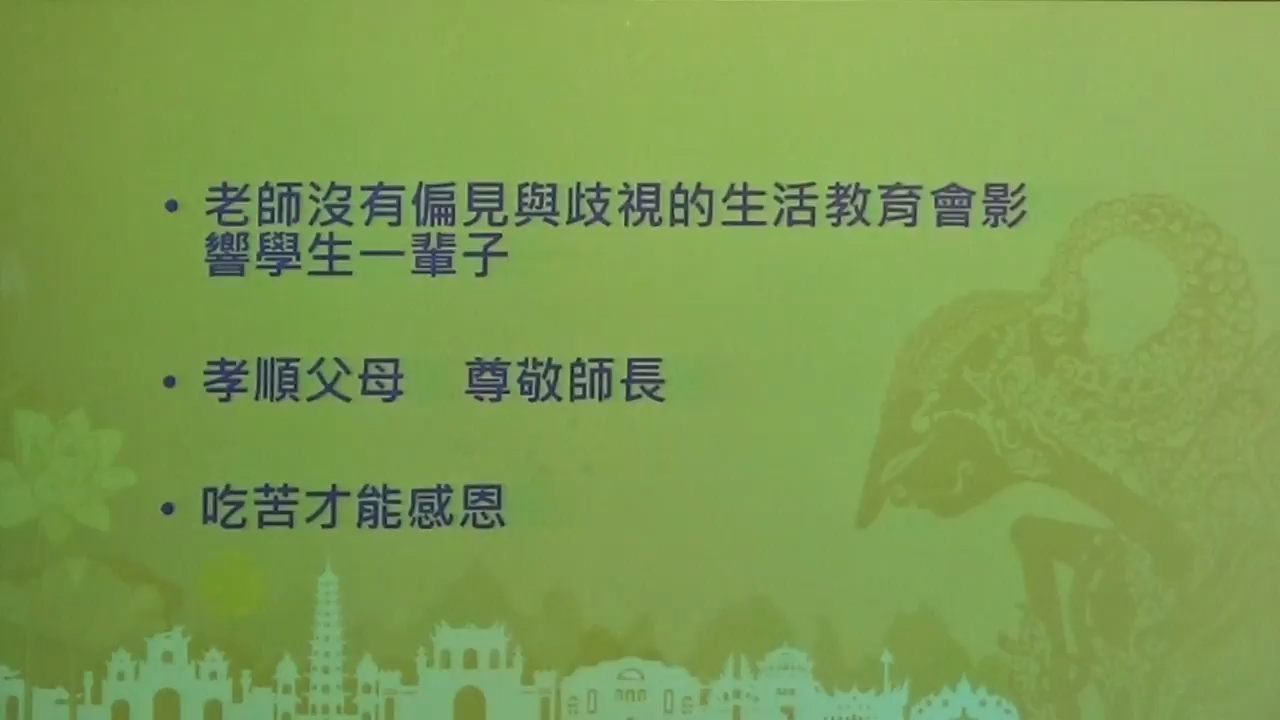 • 老師沒有偏見與歧視的生活教育會影
響學生一輩子
• 孝順父母　尊敬師長
• 吃苦才能感恩